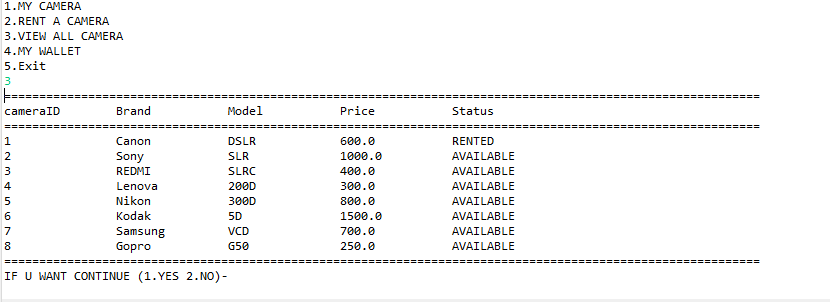 1.MY CAMERA
2.RENT A CAMERA
3.VIEW ALL CAMERA
4.MY WALLET
5.Exit
3
============================================================================================================
cameraID Brand Model Price Status
============================================================================================================
1 Canon DSLR 600.0 RENTED
2 Sony SLR 1000.0 AVAILABLE
3 REDMI SLRC 400.0 AVAILABLE
4 Lenova 200D 300.0 AVAILABLE
5 Nikon 300D 800.0 AVAILABLE
6 Kodak 5D 1500.0 AVAILABLE
7 Samsung VCD 700.0 AVAILABLE
8 Gopro G50 250.0 AVAILABLE
============================================================================================================
IF U WANT CONTINUE (1.YES 2.NO)-